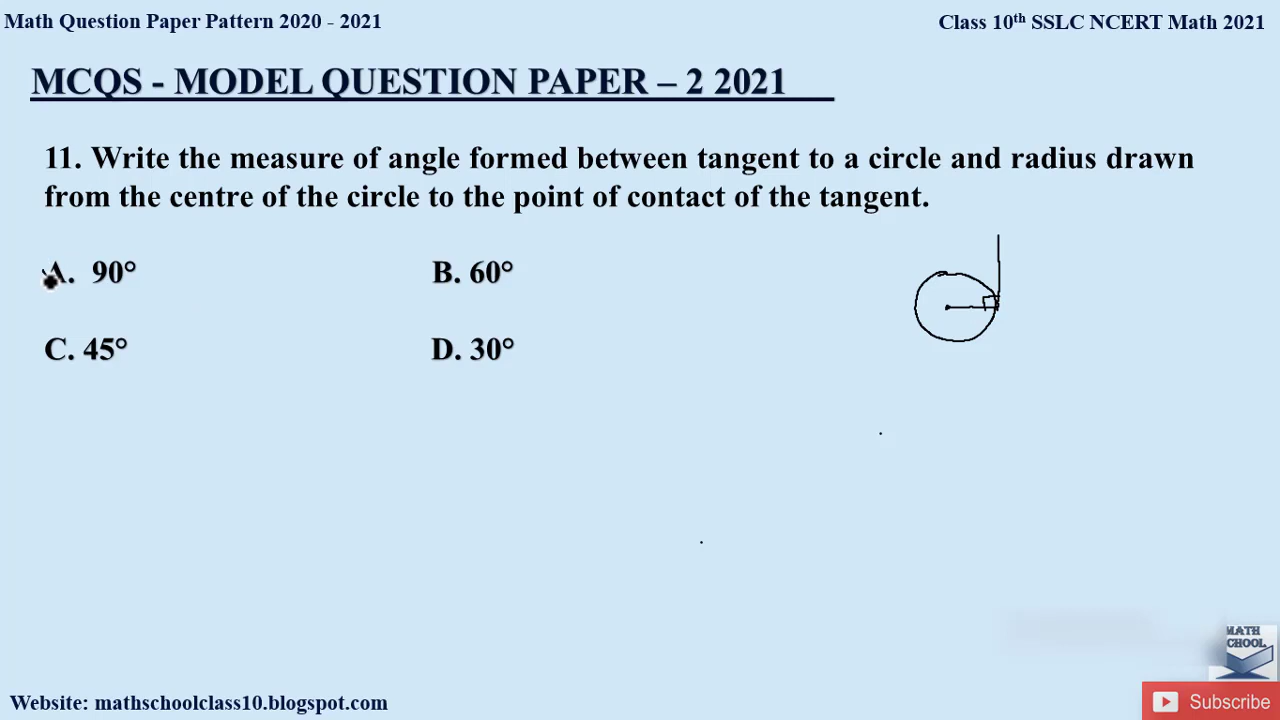 Math Question Paper Pattern 2020 - 2021
Class 10th SSLC NCERT Math 2021
MCQS - MODEL QUESTION PAPER – 2 2021
11. Write the measure of angle formed between tangent to a circle and radius drawn
from the centre of the circle to the point of contact of the tangent.
A. 90°
B. 60°
C. 45°
D. 30°
MATH
SCHOOL
Website: mathschoolclass10.blogspot.com
Subscribe